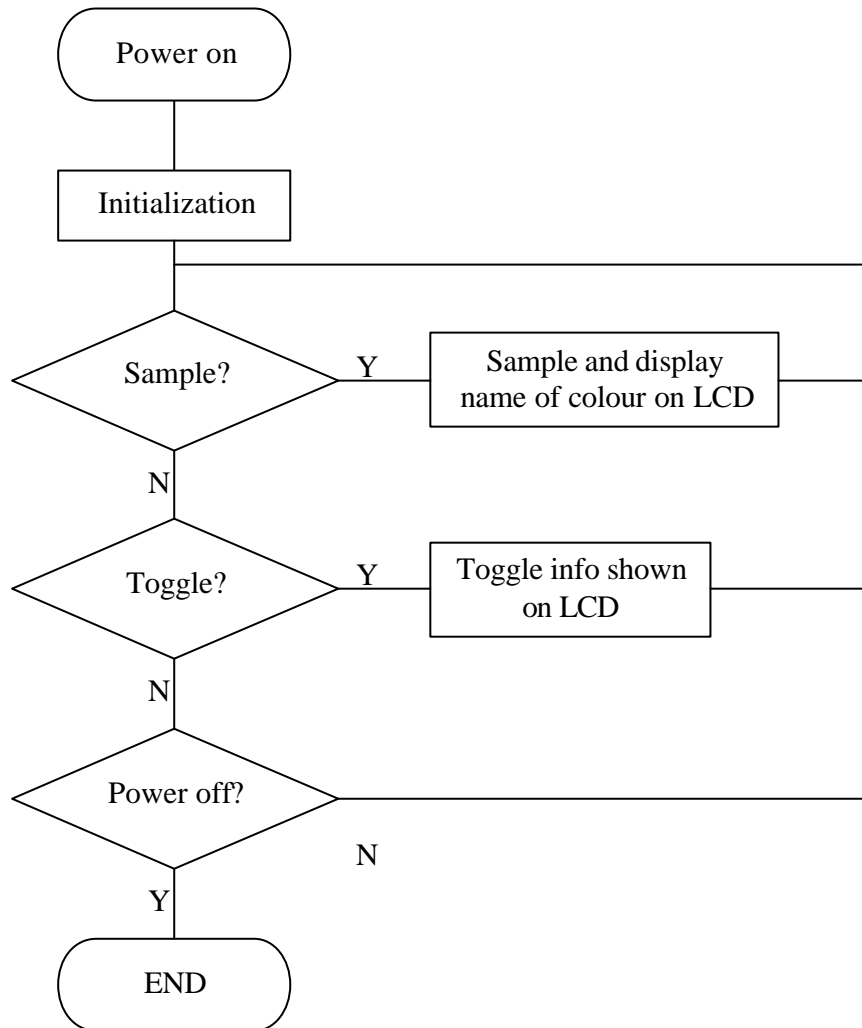 Power on
Initialization
Sample?
Y
Sample and display
name of colour on LCD
N
Toggle?
Y
Toggle info shown
on LCD
N
Power off?
N
Y
END